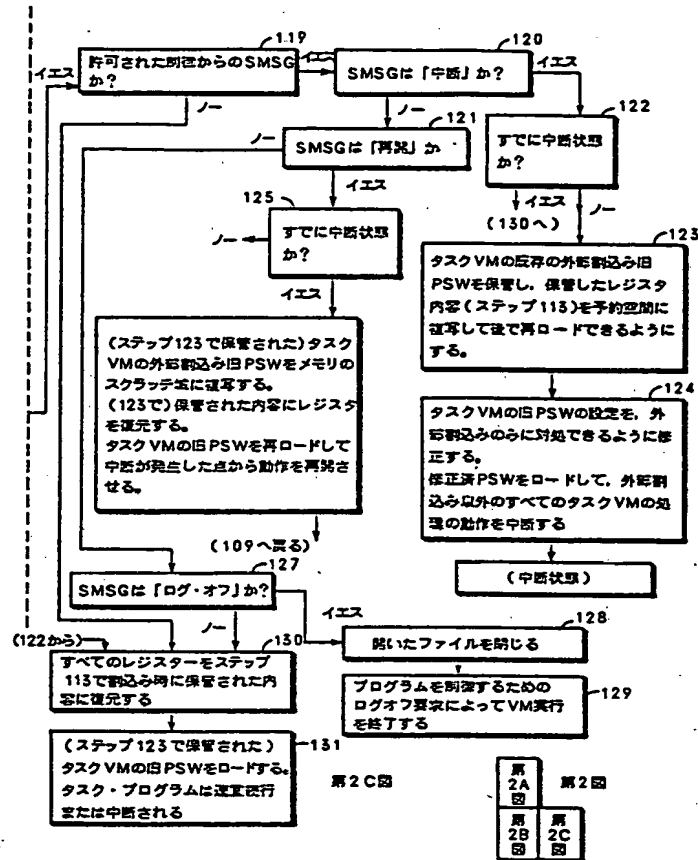 119
許可された制御からのSMSG
か?
イエス
イエス
ノー
120
SMSGは「中断」か?
イエス
ノー
121
SMSGは「再発」か
ノー
イエス
122
すでに中断状態
か?
イエス
ノー
(130へ)
125
すでに中断状態
か?
ノー
イエス
123
タスクVMの既存の外部割込み旧
PSWを保管し、保管したレジスタ
内容(ステップ113)を予約空間に
複写して後で再ロードできるように
する。
(ステップ123で保管された)タスク
VMの外部割込み旧PSWをメモリの
スクラッチ域に複写する。
(123で)保管された内容にレジスタ
を復元する。
タスクVMの旧PSWを再ロードして
中断が発生した点から動作を再発さ
せる。
(109へ戻る)
124
タスクVMの旧PSWの設定を、外
部割込みのみに対処できるように修
正する。
修正済PSWをロードして、外部割
込み以外のすべてのタスクVMの処
理の動作を中断する
(中断状態)
127
SMSGは「ログ・オフ」か?
イエス
ノー
128
開いたファイルを閉じる
129
プログラムを制御するための
ログオフ要求によってVM実行
を終了する
(122から)
130
すべてのレジスターをステップ
113で割込み時に保管された内
容に復元する
131
(ステップ123で保管された)
タスクVMの旧PSWをロードする。
タスク・プログラムは
または中断される
第2C図
第2A図
第2図
第2B図
第2C図